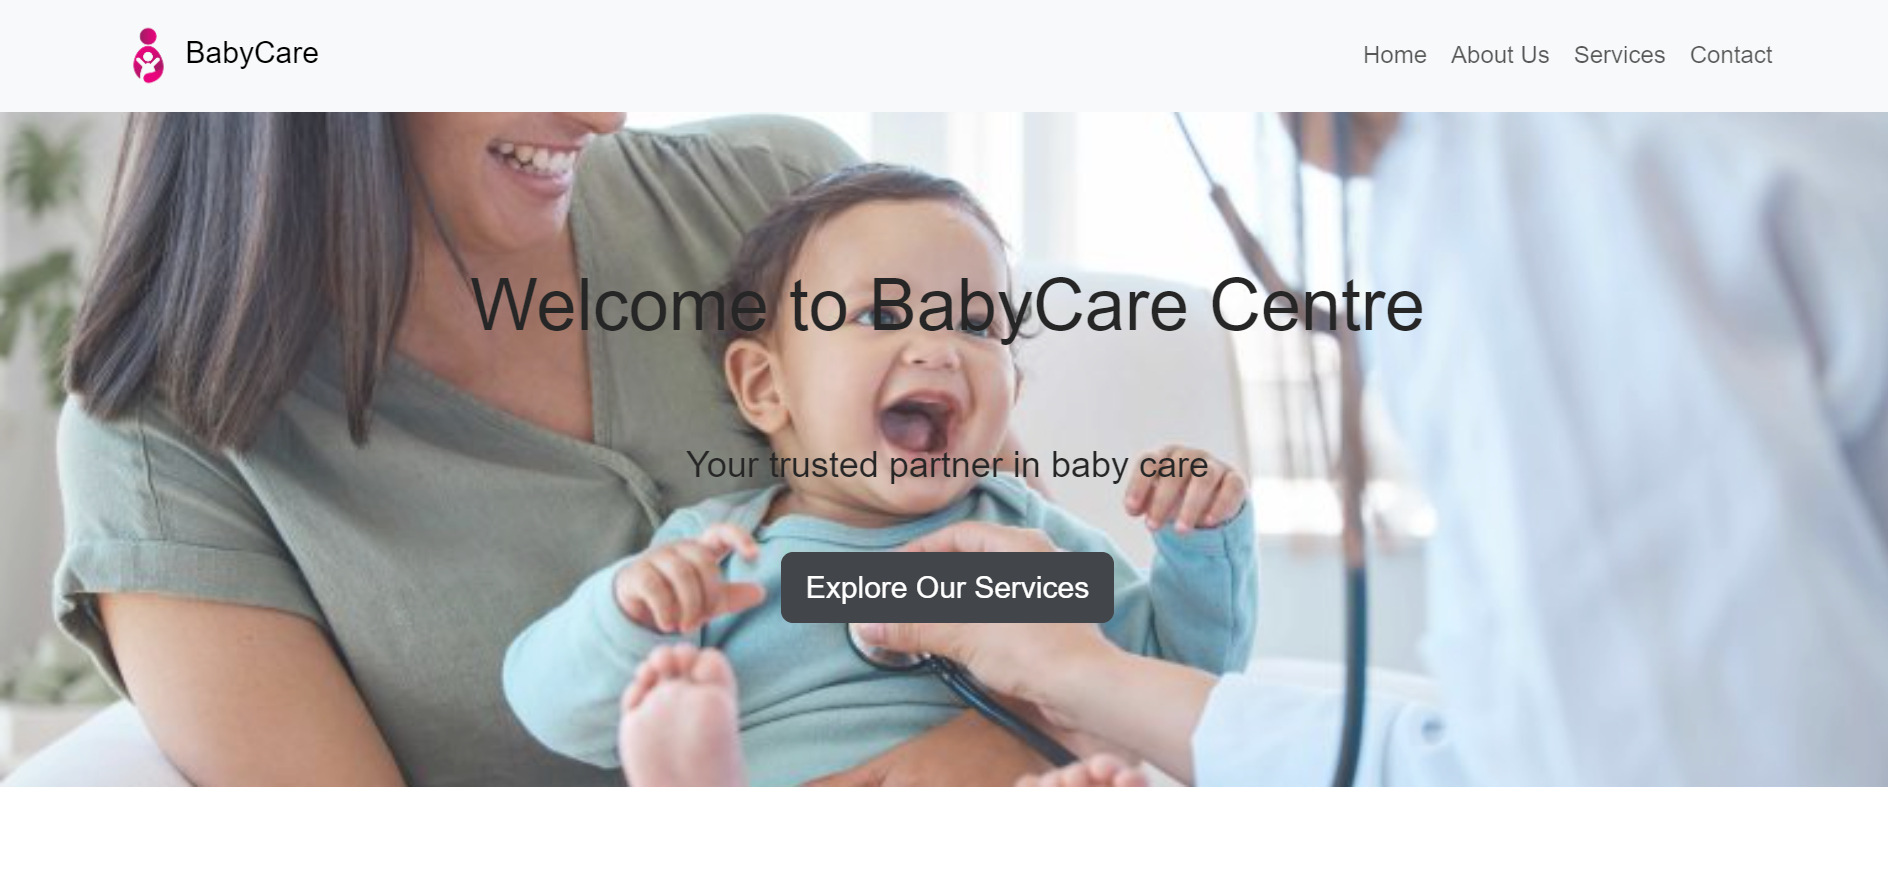 BabyCare
Home About Us Services Contact
Welcome to BabyCare Centre
Your trusted partner in baby care
Explore Our Services